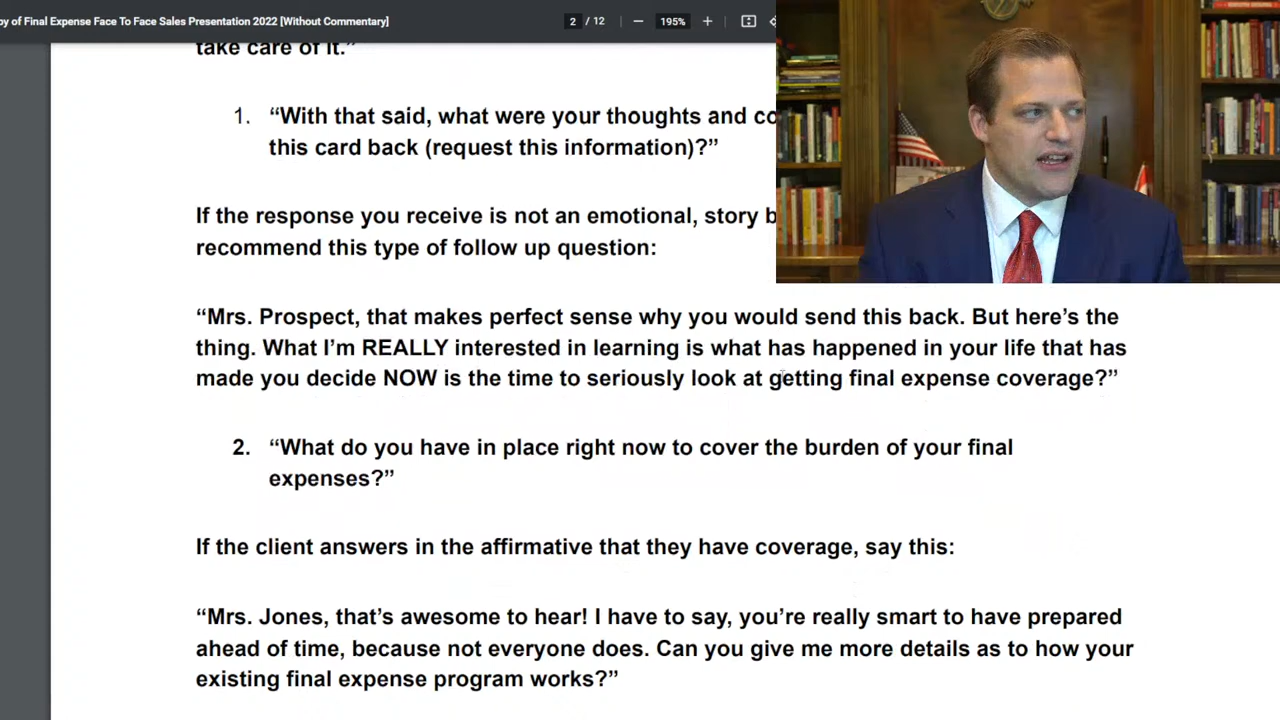 py of Final Expense Face To Face Sales Presentation 2022 [Without Commentary]
2 / 12
195%
take care of it.”
1. “With that said, what were your thoughts and co
this card back (request this information)?”
If the response you receive is not an emotional, story b
recommend this type of follow up question:
“Mrs. Prospect, that makes perfect sense why you would send this back. But here’s the
thing. What I’m REALLY interested in learning is what has happened in your life that has
made you decide NOW is the time to seriously look at getting final expense coverage?”
2. “What do you have in place right now to cover the burden of your final
expenses?”
If the client answers in the affirmative that they have coverage, say this:
“Mrs. Jones, that’s awesome to hear! I have to say, you’re really smart to have prepared
ahead of time, because not everyone does. Can you give me more details as to how your
existing final expense program works?”